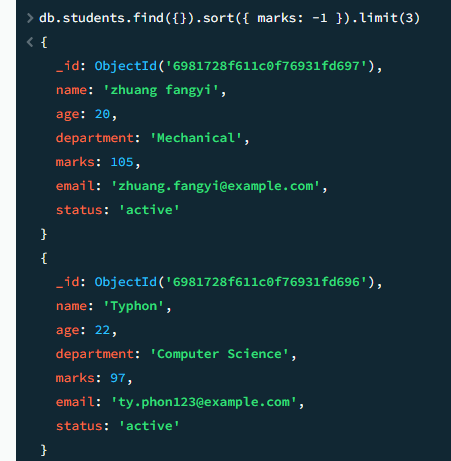 > db.students.find({}).sort({ marks: -1 }).limit(3)
< {
_id: ObjectId('6981728f611c0f76931fd697'),
name: 'zhuang fangyi',
age: 20,
department: 'Mechanical',
marks: 105,
email: 'zhuang.fangyi@example.com',
status: 'active'
}
{
_id: ObjectId('6981728f611c0f76931fd696'),
name: 'Typhon',
age: 22,
department: 'Computer Science',
marks: 97,
email: 'ty.phon123@example.com',
status: 'active'
}